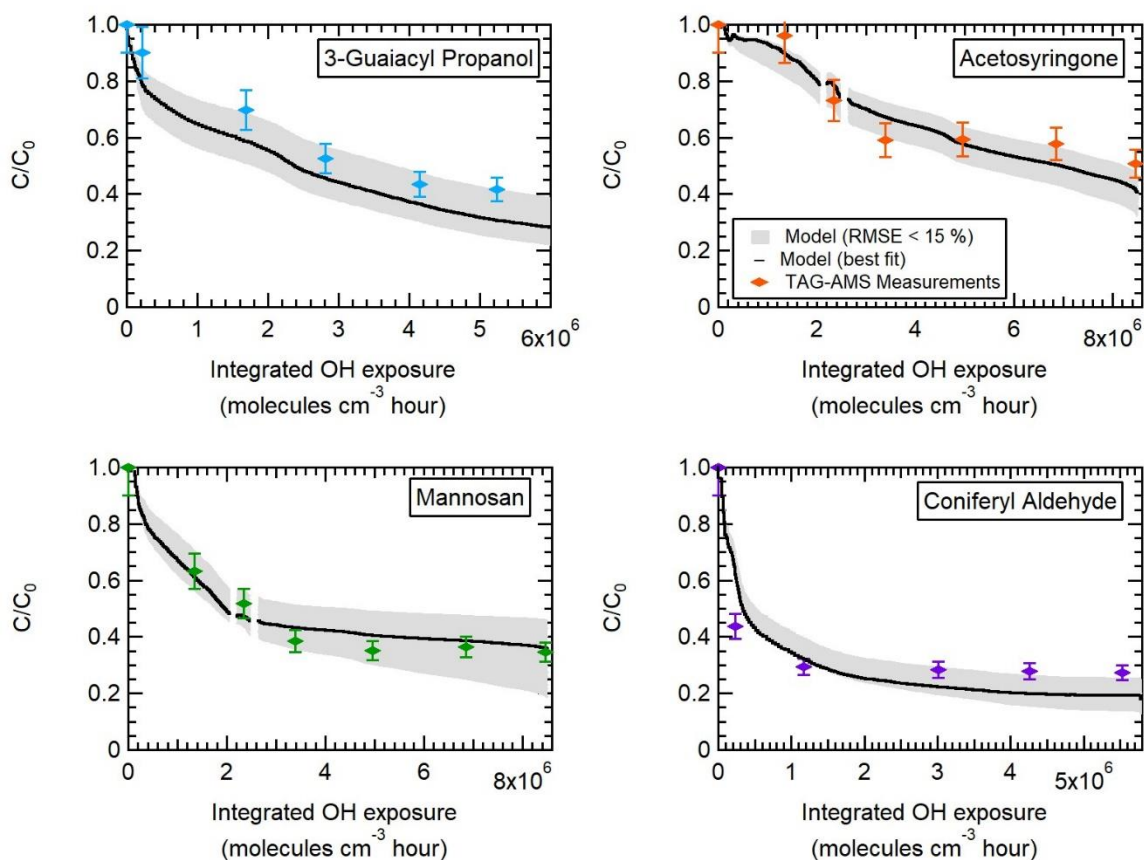 3-Guaiacyl Propanol
1.0
0.8
0.6
0.4
0.2
0.0
C/C0
0 1 2 3 4 5 6x10^6
Integrated OH exposure
(molecules cm^-3 hour)
Acetosyringone
1.0
0.8
0.6
0.4
0.2
0.0
C/C0
Model (RMSE < 15 %)
Model (best fit)
TAG-AMS Measurements
0 2 4 6 8x10^6
Integrated OH exposure
(molecules cm^-3 hour)
Mannosan
1.0
0.8
0.6
0.4
0.2
0.0
C/C0
0 2 4 6 8x10^6
Integrated OH exposure
(molecules cm^-3 hour)
Coniferyl Aldehyde
1.0
0.8
0.6
0.4
0.2
0.0
C/C0
0 1 2 3 4 5x10^6
Integrated OH exposure
(molecules cm^-3 hour)